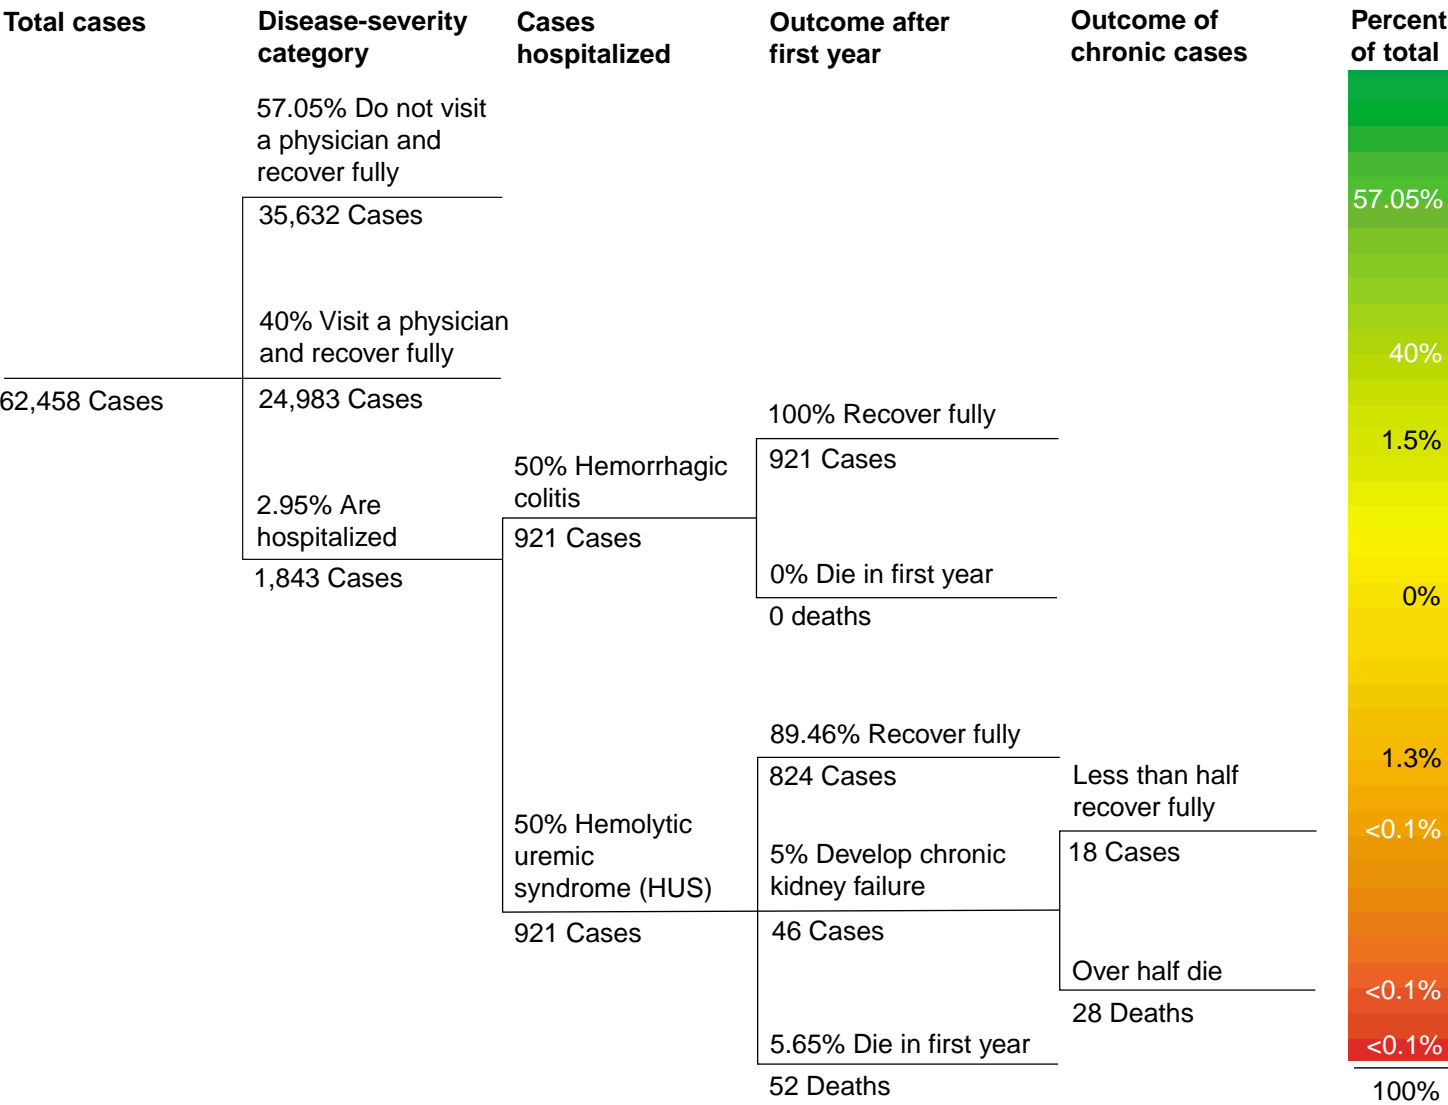 Total cases
Disease-severity
category
Cases
hospitalized
Outcome after
first year
Outcome of
chronic cases
Percent
of total
57.05% Do not visit
a physician and
recover fully
35,632 Cases
57.05%
40% Visit a physician
and recover fully
40%
62,458 Cases
24,983 Cases
100% Recover fully
921 Cases
1.5%
50% Hemorrhagic
colitis
921 Cases
2.95% Are
hospitalized
1,843 Cases
0% Die in first year
0 deaths
0%
89.46% Recover fully
824 Cases
1.3%
Less than half
recover fully
18 Cases
<0.1%
50% Hemolytic
uremic
syndrome (HUS)
921 Cases
5% Develop chronic
kidney failure
46 Cases
Over half die
28 Deaths
<0.1%
5.65% Die in first year
52 Deaths
<0.1%
100%